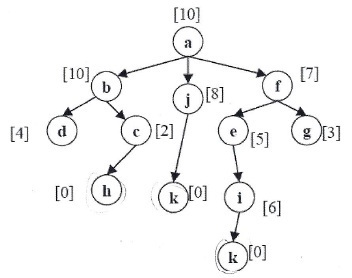 [10]
a
[10] b j [8] f [7]
[4] d c [2] e [5] g [3]
[0] h k [0] i [6]
k [0]